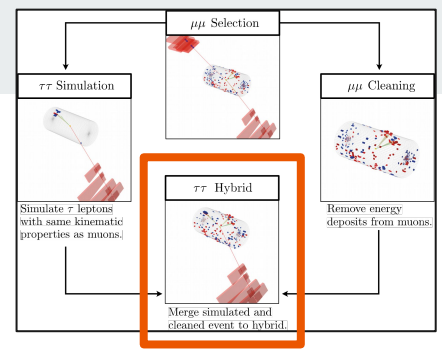 μμ Selection
ττ Simulation
μμ Cleaning
Simulate τ leptons
with same kinematic
properties as muons.
ττ Hybrid
Remove energy
deposits from muons.
Merge simulated and
cleaned event to hybrid.